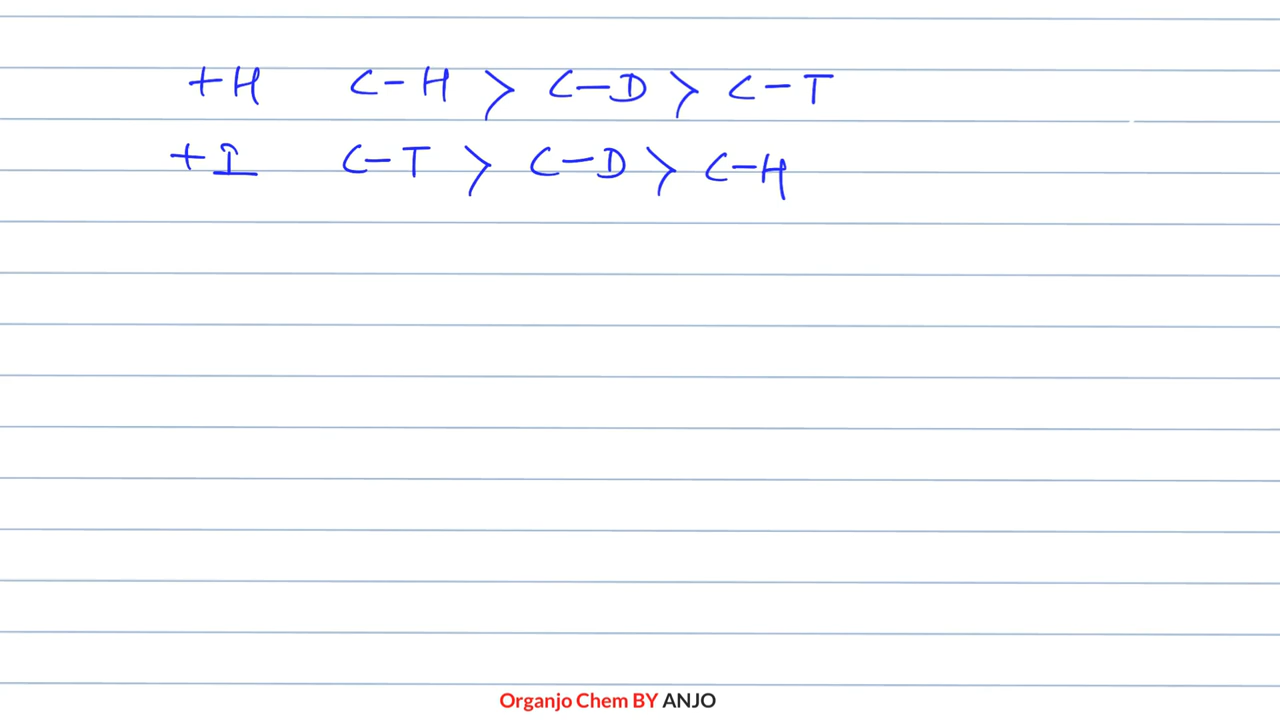 +H C-H > C-D > C-T
+I C-T > C-D > C-H
Organjo Chem BY ANJO